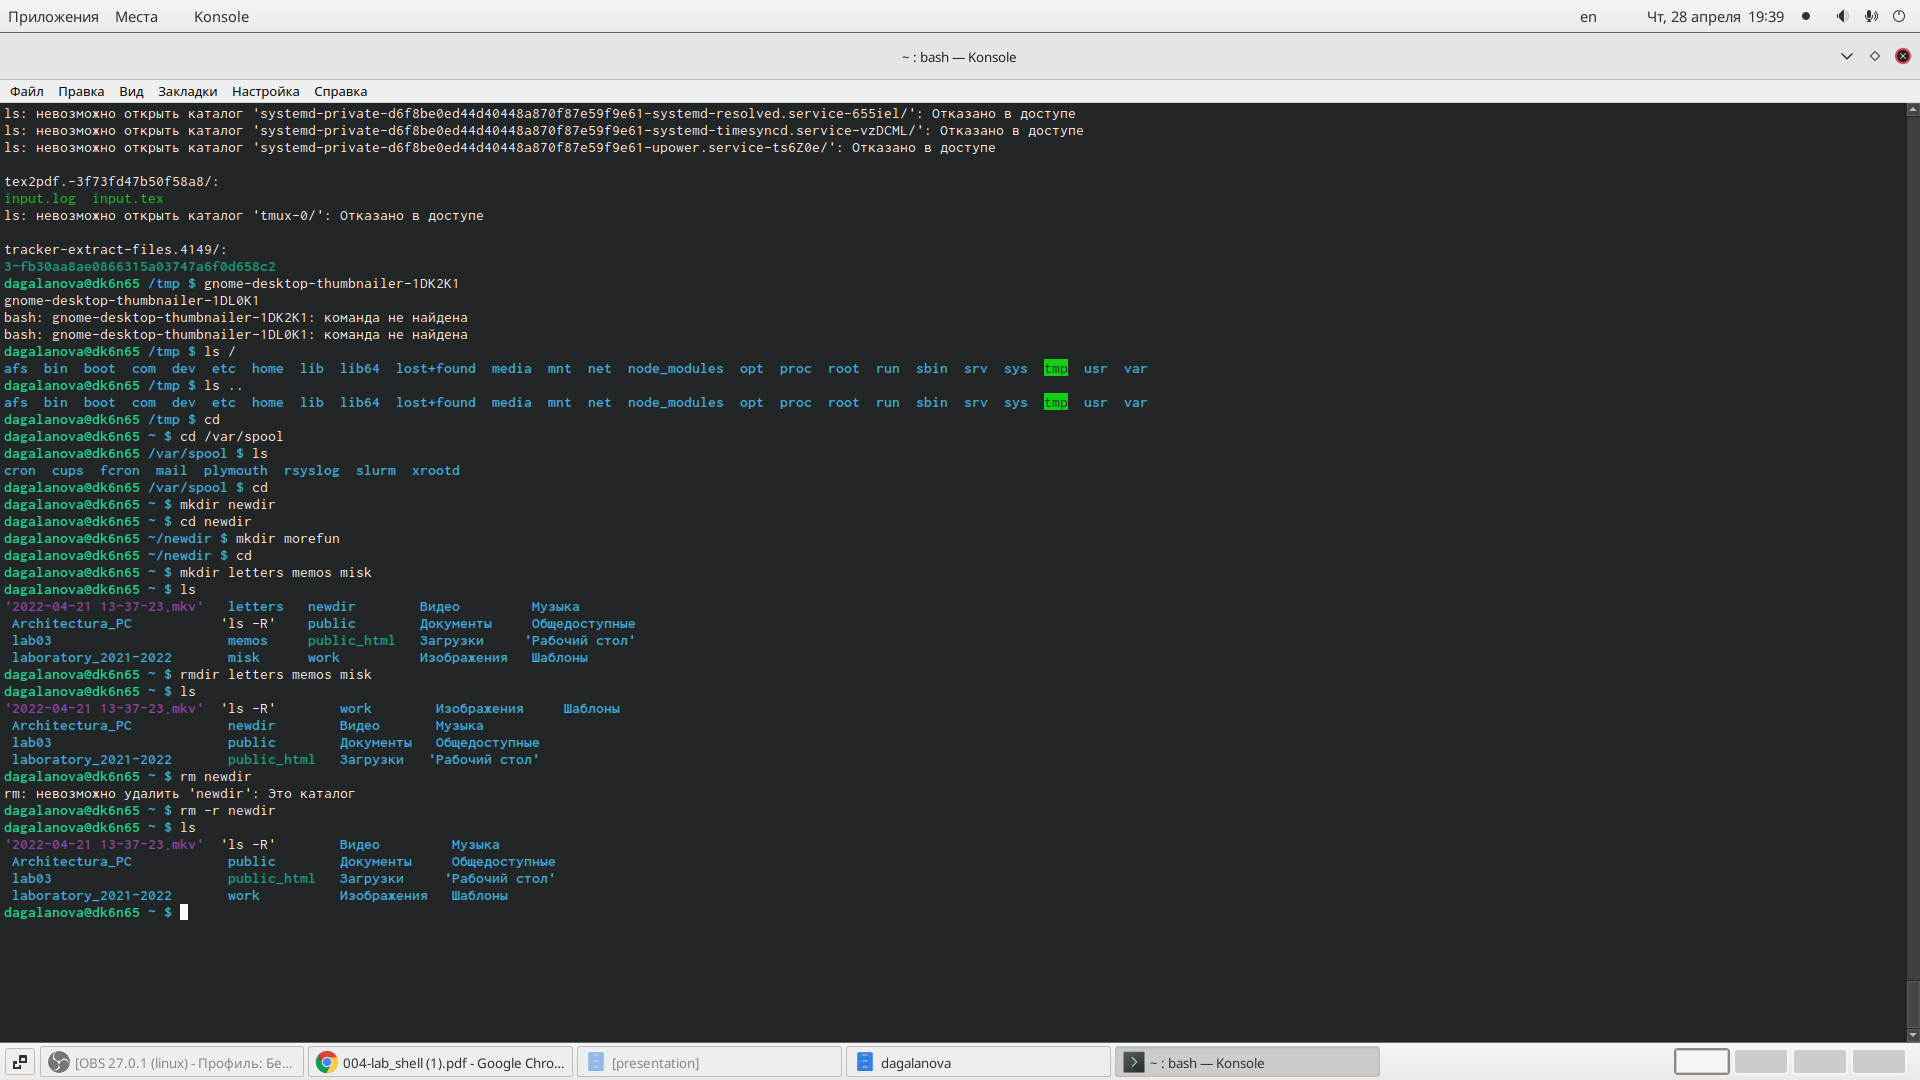 Приложения Места Konsole en Чт, 28 апреля 19:39
~ : bash — Konsole
Файл Правка Вид Закладки Настройка Справка
ls: невозможно открыть каталог 'systemd-private-d6f8be0ed44d40448a870f87e59f9e61-systemd-resolved.service-655iel/': Отказано в доступе
ls: невозможно открыть каталог 'systemd-private-d6f8be0ed44d40448a870f87e59f9e61-systemd-timesyncd.service-vzDCML/': Отказано в доступе
ls: невозможно открыть каталог 'systemd-private-d6f8be0ed44d40448a870f87e59f9e61-upower.service-ts6Z0e/': Отказано в доступе
tex2pdf.-3f73fd47b50f58a8/:
input.log input.tex
ls: невозможно открыть каталог 'tmux-0/': Отказано в доступе
tracker-extract-files.4149/:
3-fb30aa8ae0866315a03747a6f0d658c2
dagalanova@dk6n65 /tmp $ gnome-desktop-thumbnailer-1DK2K1
gnome-desktop-thumbnailer-1DL0K1
bash: gnome-desktop-thumbnailer-1DK2K1: команда не найдена
bash: gnome-desktop-thumbnailer-1DL0K1: команда не найдена
dagalanova@dk6n65 /tmp $ ls /
afs bin boot com dev etc home lib lib64 lost+found media mnt net node_modules opt proc root run sbin srv sys tmp usr var
dagalanova@dk6n65 /tmp $ ls ..
afs bin boot com dev etc home lib lib64 lost+found media mnt net node_modules opt proc root run sbin srv sys tmp usr var
dagalanova@dk6n65 /tmp $ cd
dagalanova@dk6n65 ~ $ cd /var/spool
dagalanova@dk6n65 /var/spool $ ls
cron cups fcron mail plymouth rsyslog slurm xrootd
dagalanova@dk6n65 /var/spool $ cd
dagalanova@dk6n65 ~ $ mkdir newdir
dagalanova@dk6n65 ~ $ cd newdir
dagalanova@dk6n65 ~/newdir $ mkdir morefun
dagalanova@dk6n65 ~/newdir $ cd
dagalanova@dk6n65 ~ $ mkdir letters memos misk
dagalanova@dk6n65 ~ $ ls
'2022-04-21 13-37-23.mkv' letters newdir Видео Музыка
Architectura_PC 'ls -R' public Документы Общедоступные
lab03 memos public_html Загрузки 'Рабочий стол'
laboratory_2021-2022 misk work Изображения Шаблоны
dagalanova@dk6n65 ~ $ rmdir letters memos misk
dagalanova@dk6n65 ~ $ ls
'2022-04-21 13-37-23.mkv' 'ls -R' work Изображения Шаблоны
Architectura_PC newdir Видео Музыка
lab03 public Документы Общедоступные
laboratory_2021-2022 public_html Загрузки 'Рабочий стол'
dagalanova@dk6n65 ~ $ rm newdir
rm: невозможно удалить 'newdir': Это каталог
dagalanova@dk6n65 ~ $ rm -r newdir
dagalanova@dk6n65 ~ $ ls
'2022-04-21 13-37-23.mkv' 'ls -R' Видео Музыка
Architectura_PC public Документы Общедоступные
lab03 public_html Загрузки 'Рабочий стол'
laboratory_2021-2022 work Изображения Шаблоны
dagalanova@dk6n65 ~ $
[OBS 27.0.1 (linux) - Профиль: Бе... 004-lab_shell (1).pdf - Google Chro... [presentation] dagalanova ~ : bash — Konsole